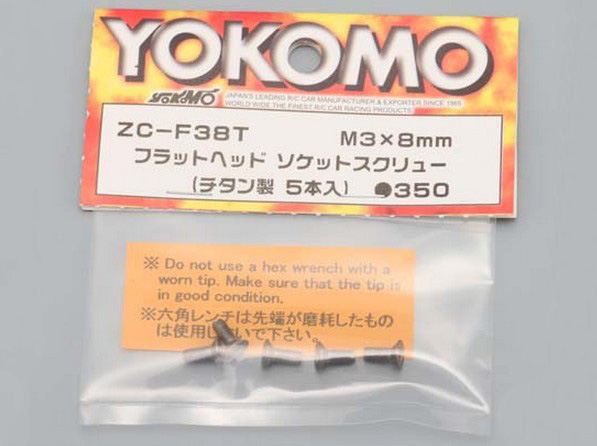 YOKOMO
YOKOMO JAPAN'S LEADING R/C CAR MANUFACTURER & EXPORTER SINCE 1965
WORLD WIDE THE FINEST R/C CAR RACING PRODUCTS
ZC-F38T M3×8mm
フラットヘッド ソケットスクリュー
(チタン製 5本入) ●350
※ Do not use a hex wrench with a
worn tip. Make sure that the tip is
in good condition.
※六角レンチは先端が磨耗したもの
は使用しないで下さい。